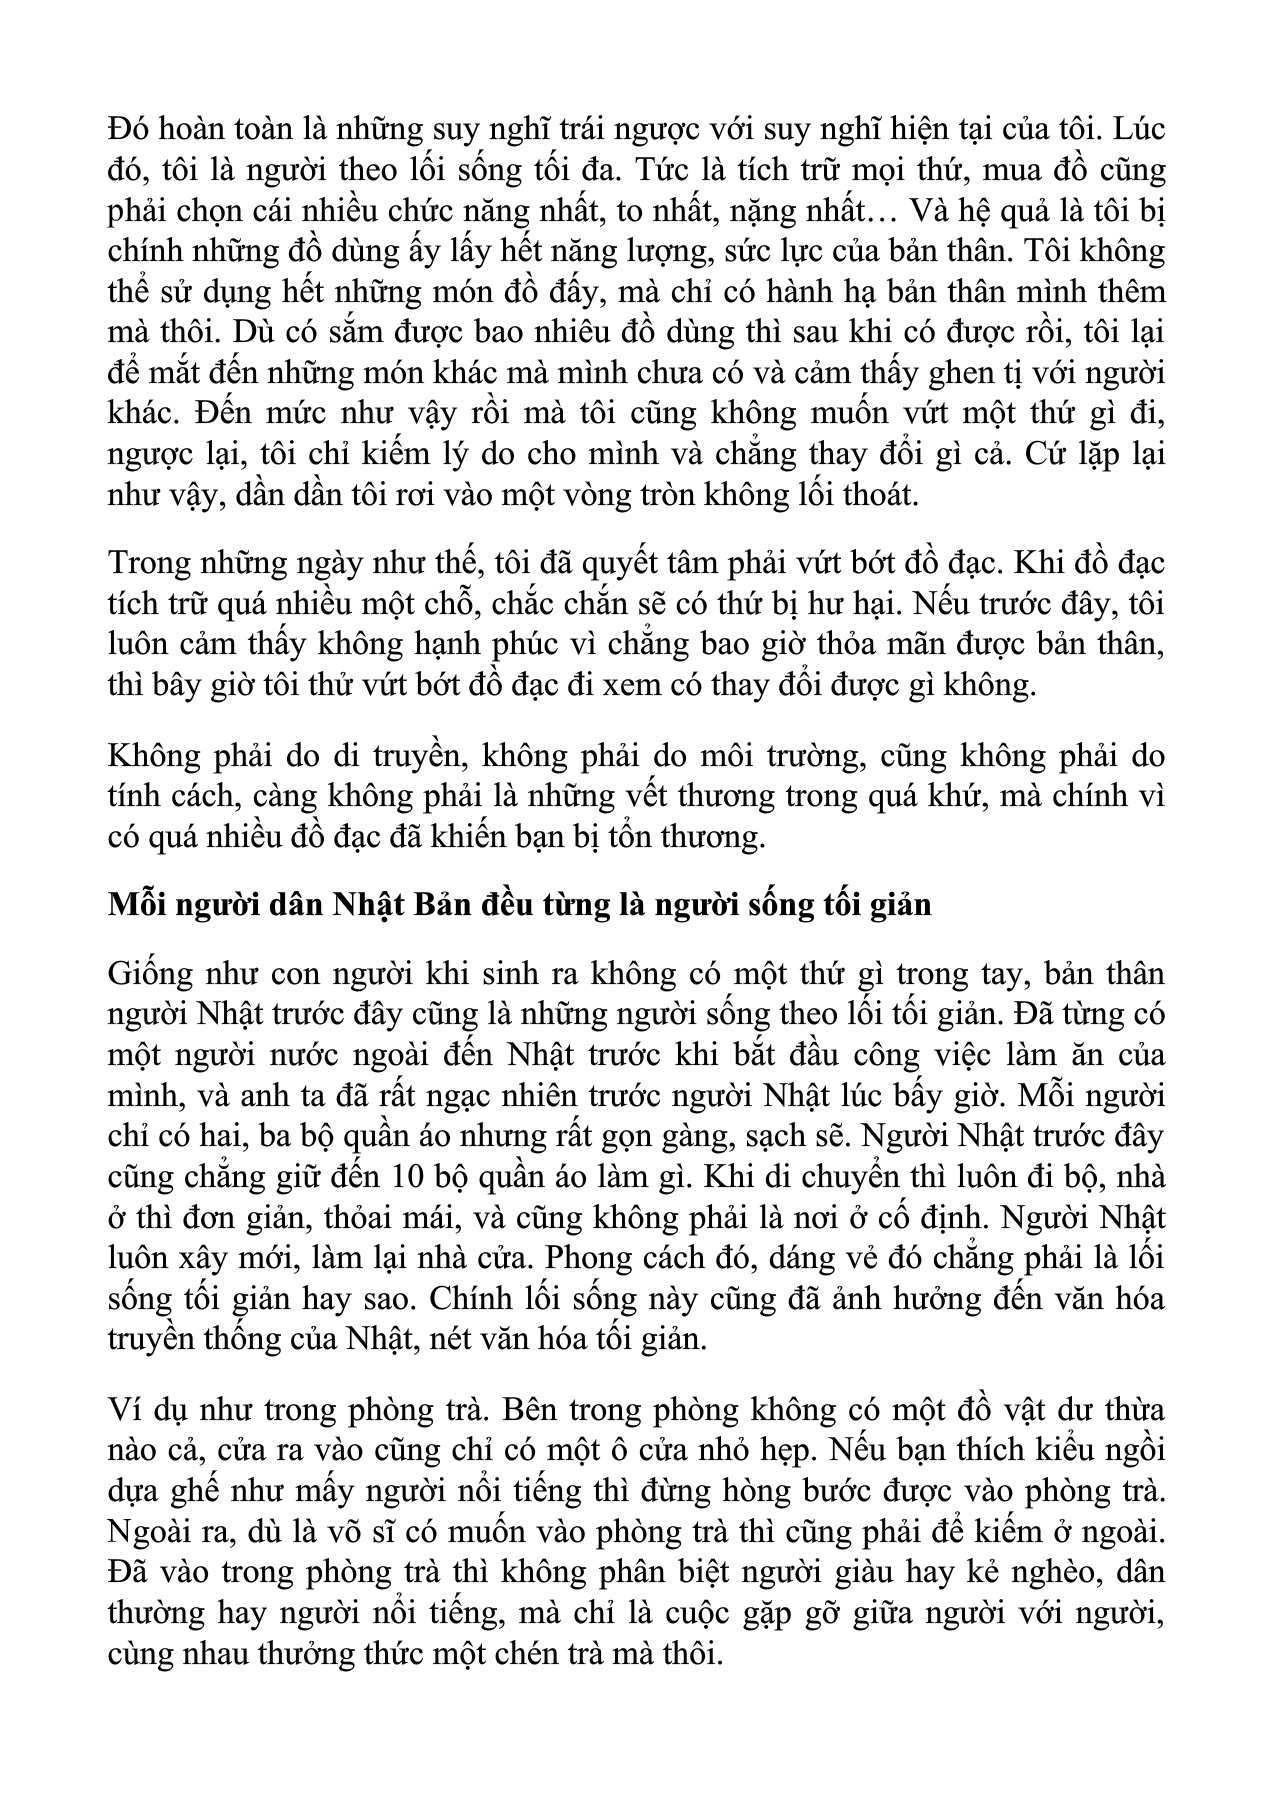 Đó hoàn toàn là những suy nghĩ trái ngược với suy nghĩ hiện tại của tôi. Lúc
đó, tôi là người theo lối sống tối đa. Tức là tích trữ mọi thứ, mua đồ cũng
phải chọn cái nhiều chức năng nhất, to nhất, nặng nhất… Và hệ quả là tôi bị
chính những đồ dùng ấy lấy hết năng lượng, sức lực của bản thân. Tôi không
thể sử dụng hết những món đồ đấy, mà chỉ có hành hạ bản thân mình thêm
mà thôi. Dù có sắm được bao nhiêu đồ dùng thì sau khi có được rồi, tôi lại
để mắt đến những món khác mà mình chưa có và cảm thấy ghen tị với người
khác. Đến mức như vậy rồi mà tôi cũng không muốn vứt một thứ gì đi,
ngược lại, tôi chỉ kiếm lý do cho mình và chẳng thay đổi gì cả. Cứ lặp lại
như vậy, dần dần tôi rơi vào một vòng tròn không lối thoát.
Trong những ngày như thế, tôi đã quyết tâm phải vứt bớt đồ đạc. Khi đồ đạc
tích trữ quá nhiều một chỗ, chắc chắn sẽ có thứ bị hư hại. Nếu trước đây, tôi
luôn cảm thấy không hạnh phúc vì chẳng bao giờ thỏa mãn được bản thân,
thì bây giờ tôi thử vứt bớt đồ đạc đi xem có thay đổi được gì không.
Không phải do di truyền, không phải do môi trường, cũng không phải do
tính cách, càng không phải là những vết thương trong quá khứ, mà chính vì
có quá nhiều đồ đạc đã khiến bạn bị tổn thương.
Mỗi người dân Nhật Bản đều từng là người sống tối giản
Giống như con người khi sinh ra không có một thứ gì trong tay, bản thân
người Nhật trước đây cũng là những người sống theo lối tối giản. Đã từng có
một người nước ngoài đến Nhật trước khi bắt đầu công việc làm ăn của
mình, và anh ta đã rất ngạc nhiên trước người Nhật lúc bấy giờ. Mỗi người
chỉ có hai, ba bộ quần áo nhưng rất gọn gàng, sạch sẽ. Người Nhật trước đây
cũng chẳng giữ đến 10 bộ quần áo làm gì. Khi di chuyển thì luôn đi bộ, nhà
ở thì đơn giản, thỏai mái, và cũng không phải là nơi ở cố định. Người Nhật
luôn xây mới, làm lại nhà cửa. Phong cách đó, dáng vẻ đó chẳng phải là lối
sống tối giản hay sao. Chính lối sống này cũng đã ảnh hưởng đến văn hóa
truyền thống của Nhật, nét văn hóa tối giản.
Ví dụ như trong phòng trà. Bên trong phòng không có một đồ vật dư thừa
nào cả, cửa ra vào cũng chỉ có một ô cửa nhỏ hẹp. Nếu bạn thích kiểu ngồi
dựa ghế như mấy người nổi tiếng thì đừng hòng bước được vào phòng trà.
Ngoài ra, dù là võ sĩ có muốn vào phòng trà thì cũng phải để kiếm ở ngoài.
Đã vào trong phòng trà thì không phân biệt người giàu hay kẻ nghèo, dân
thường hay người nổi tiếng, mà chỉ là cuộc gặp gỡ giữa người với người,
cùng nhau thưởng thức một chén trà mà thôi.